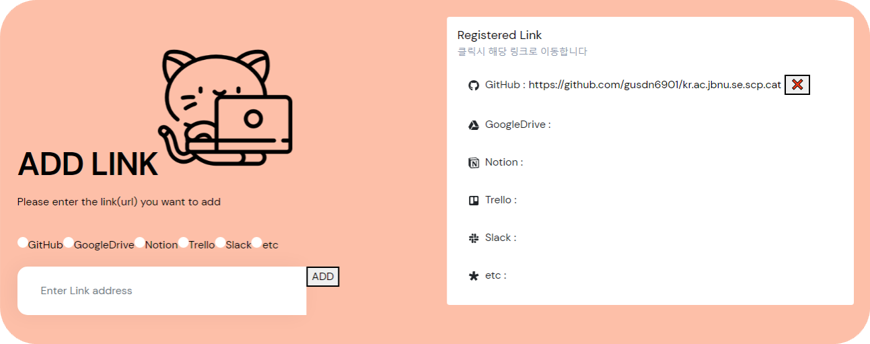 ADD LINK
Please enter the link(url) you want to add
GitHub GoogleDrive Notion Trello Slack etc
Enter Link address
ADD
Registered Link
클릭시 해당 링크로 이동합니다
GitHub : https://github.com/gusdn6901/kr.ac.jbnu.se.scp.cat
GoogleDrive :
Notion :
Trello :
Slack :
etc :